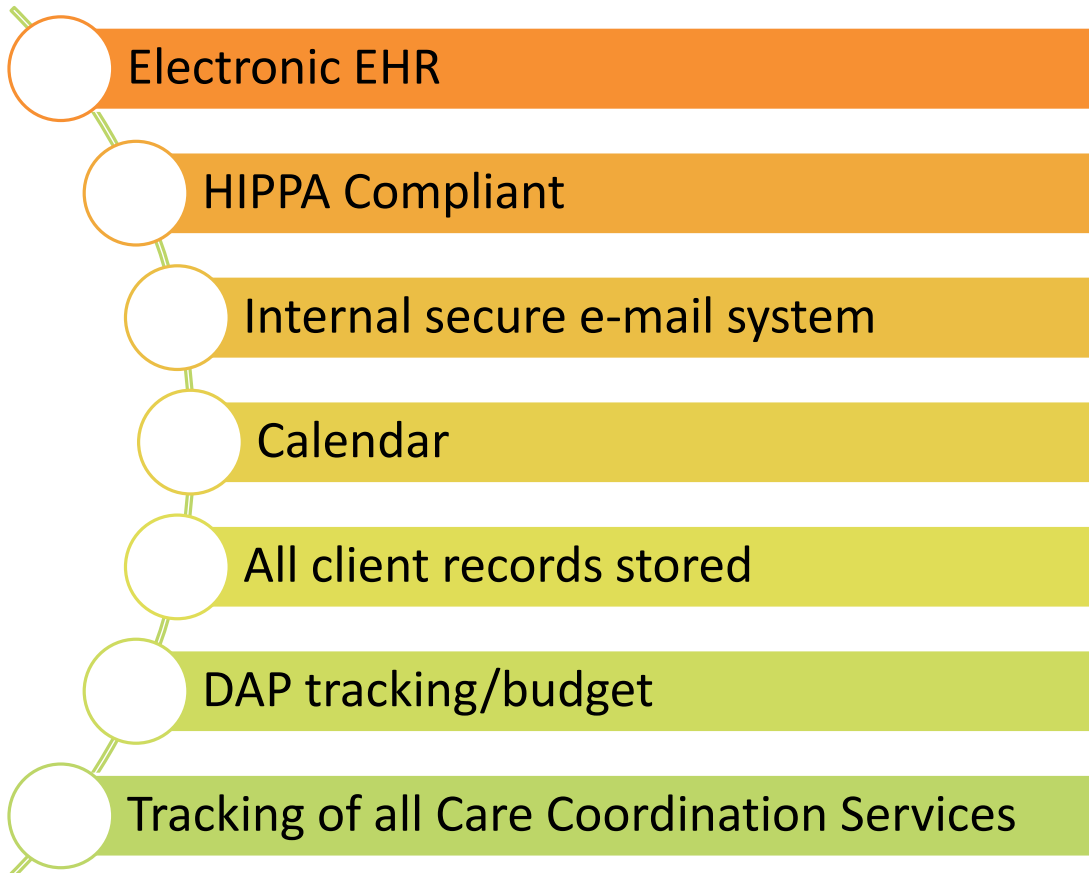 Electronic EHR
HIPPA Compliant
Internal secure e-mail system
Calendar
All client records stored
DAP tracking/budget
Tracking of all Care Coordination Services